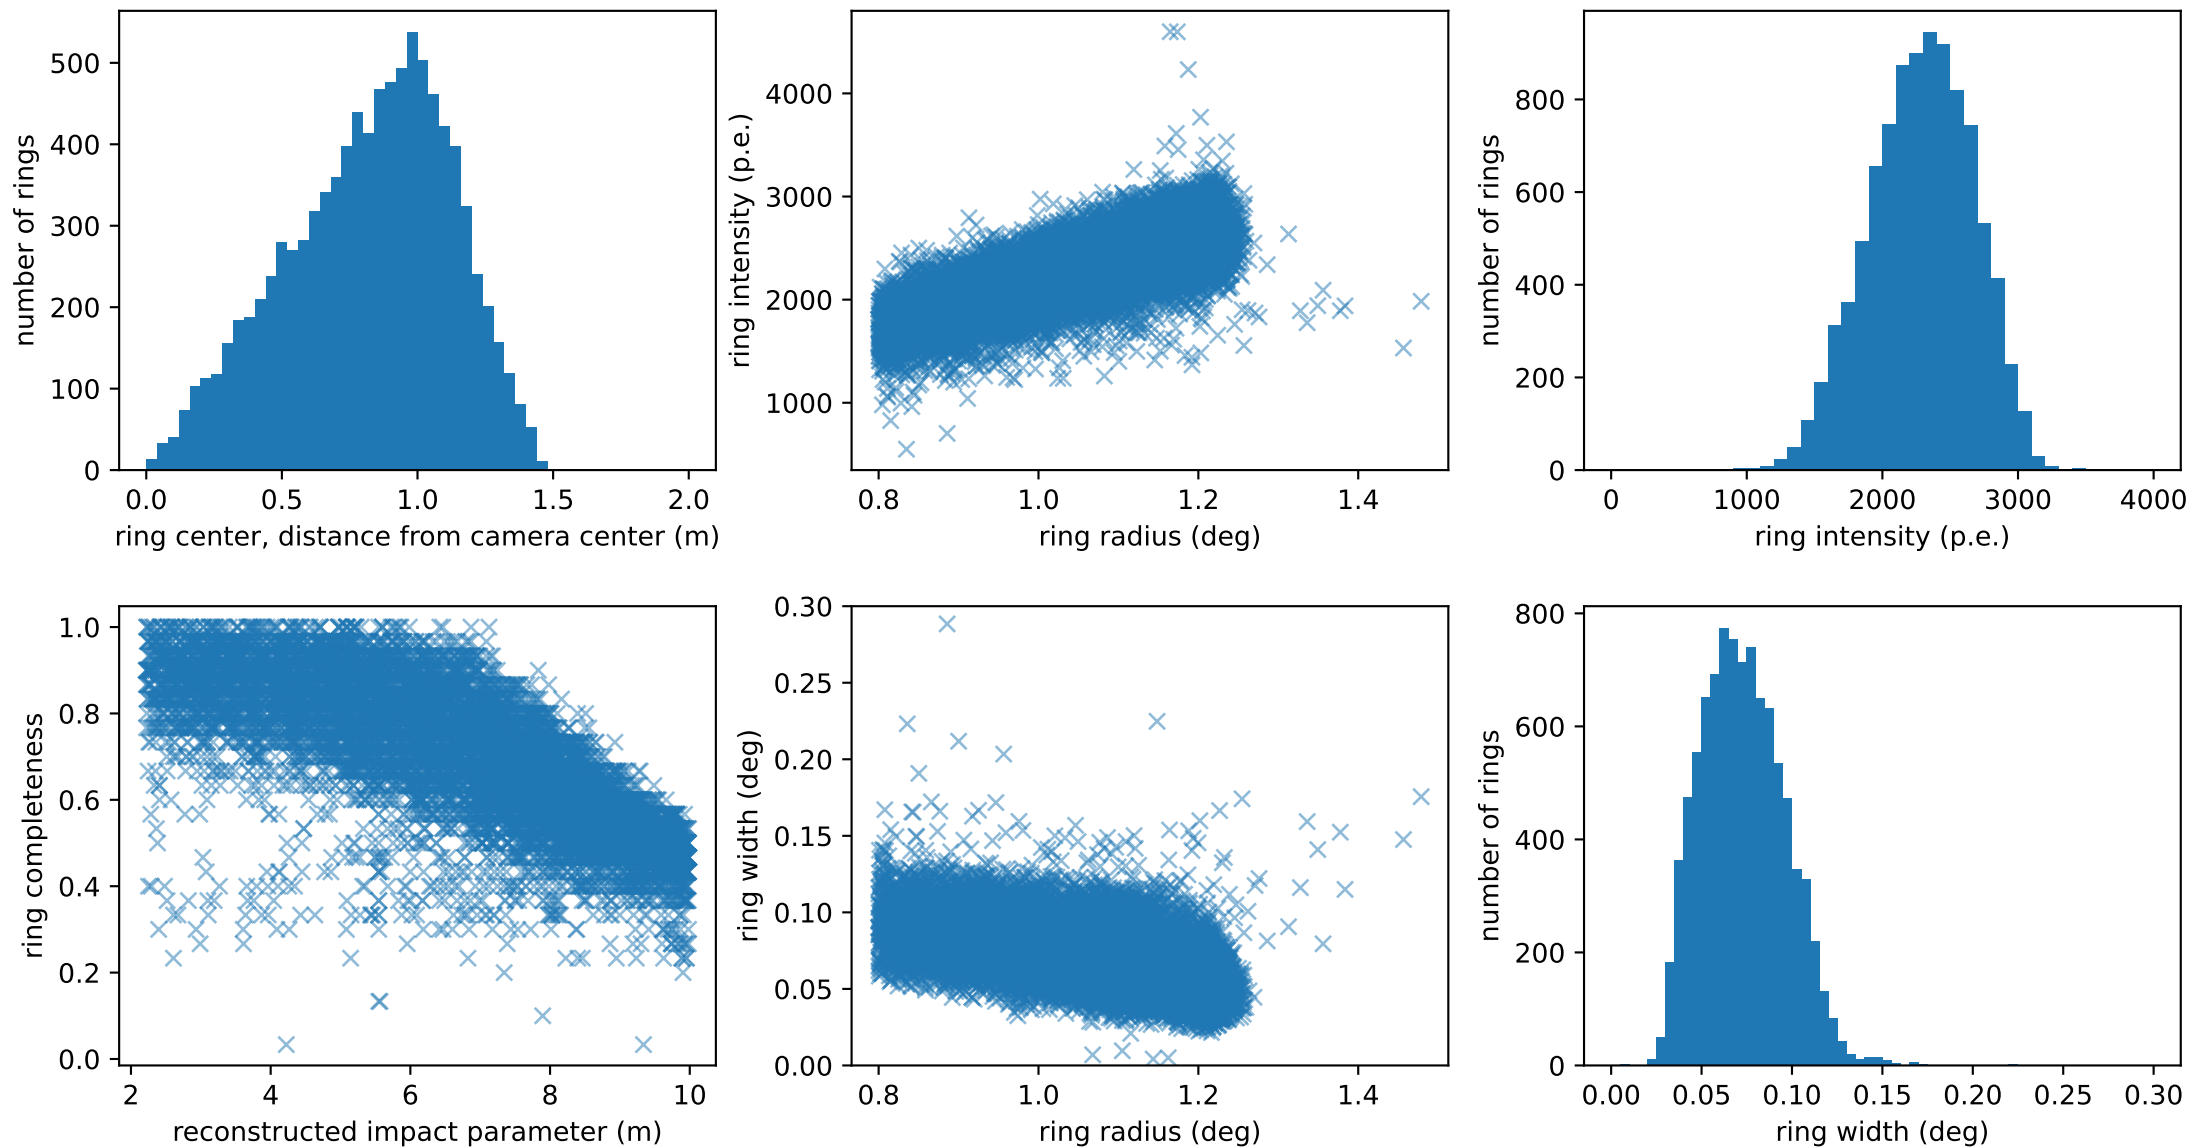 500
400
300
200
100
0
number of rings
0.0 0.5 1.0 1.5 2.0
ring center, distance from camera center (m)
4000
3000
2000
1000
ring intensity (p.e.)
0.8 1.0 1.2 1.4
ring radius (deg)
800
600
400
200
0
number of rings
0 1000 2000 3000 4000
ring intensity (p.e.)
1.0
0.8
0.6
0.4
0.2
0.0
ring completeness
2 4 6 8 10
reconstructed impact parameter (m)
0.30
0.25
0.20
0.15
0.10
0.05
0.00
ring width (deg)
0.8 1.0 1.2 1.4
ring radius (deg)
800
600
400
200
0
number of rings
0.00 0.05 0.10 0.15 0.20 0.25 0.30
ring width (deg)